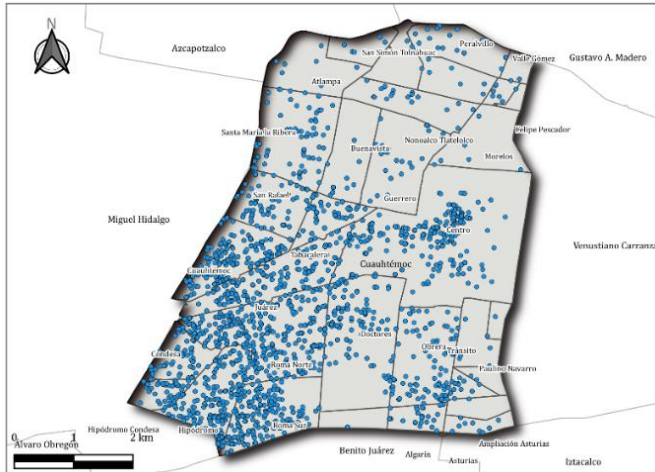 N
Azcapotzalco
San Simón Tolnáhuac
Peralvillo
Valle Gómez
Gustavo A. Madero
Atlampa
Santa María la Ribera
Buenavista
Nonoalco Tlatelolco
Felipe Pescador
Morelos
San Rafael
Guerrero
Miguel Hidalgo
Centro
Venustiano Carranza
Tabacalera
Cuauhtémoc
Cuauhtémoc
Juárez
Doctores
Obrera
Tránsito
Condesa
Roma Norte
Paulino Navarro
Hipódromo Condesa
Hipódromo
Roma Sur
0 1 2 km
Álvaro Obregón
Benito Juárez
Algarín
Asturias
Ampliación Asturias
Iztacalco